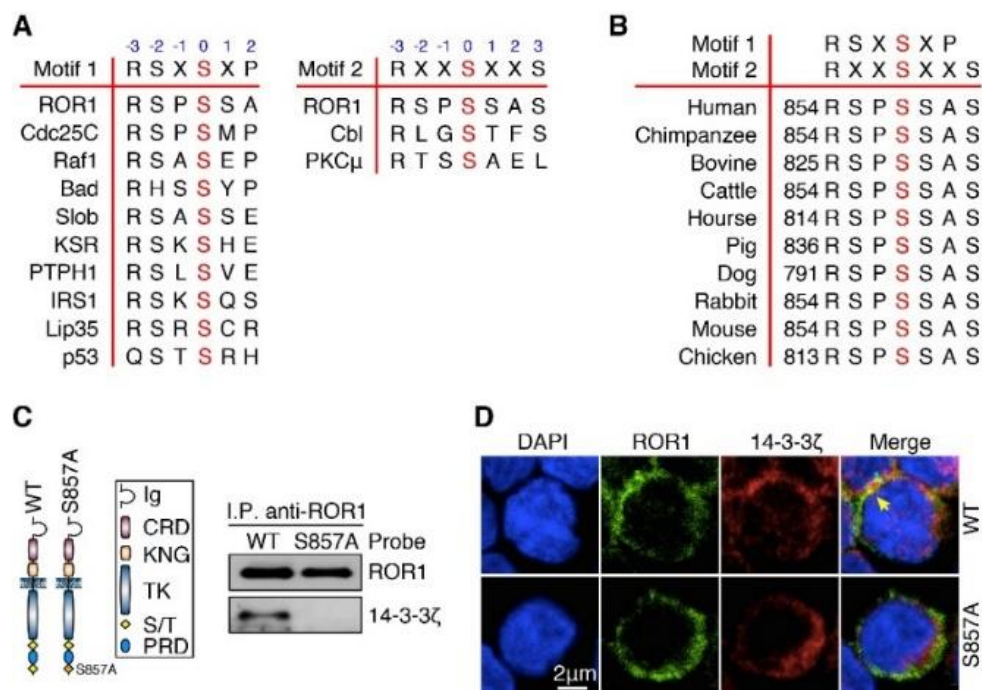 A
-3 -2 -1 0 1 2
Motif 1 R S X S X P
ROR1 R S P S S A
Cdc25C R S P S M P
Raf1 R S A S E P
Bad R H S S Y P
Slob R S A S S E
KSR R S K S H E
PTPH1 R S L S V E
IRS1 R S K S Q S
Lip35 R S R S C R
p53 Q S T S R H
-3 -2 -1 0 1 2 3
Motif 2 R X X S X X S
ROR1 R S P S S A S
Cbl R L G S T F S
PKCμ R T S S A E L
B
Motif 1 R S X S X P
Motif 2 R X X S X X S
Human 854 R S P S S A S
Chimpanzee 854 R S P S S A S
Bovine 825 R S P S S A S
Cattle 854 R S P S S A S
Hourse 814 R S P S S A S
Pig 836 R S P S S A S
Dog 791 R S P S S A S
Rabbit 854 R S P S S A S
Mouse 854 R S P S S A S
Chicken 813 R S P S S A S
C
WT
S857A
Ig
CRD
KNG
TK
S/T
PRD
S857A
I.P. anti-ROR1
WT S857A Probe
ROR1
14-3-3ζ
D
DAPI ROR1 14-3-3ζ Merge
WT
S857A
2μm